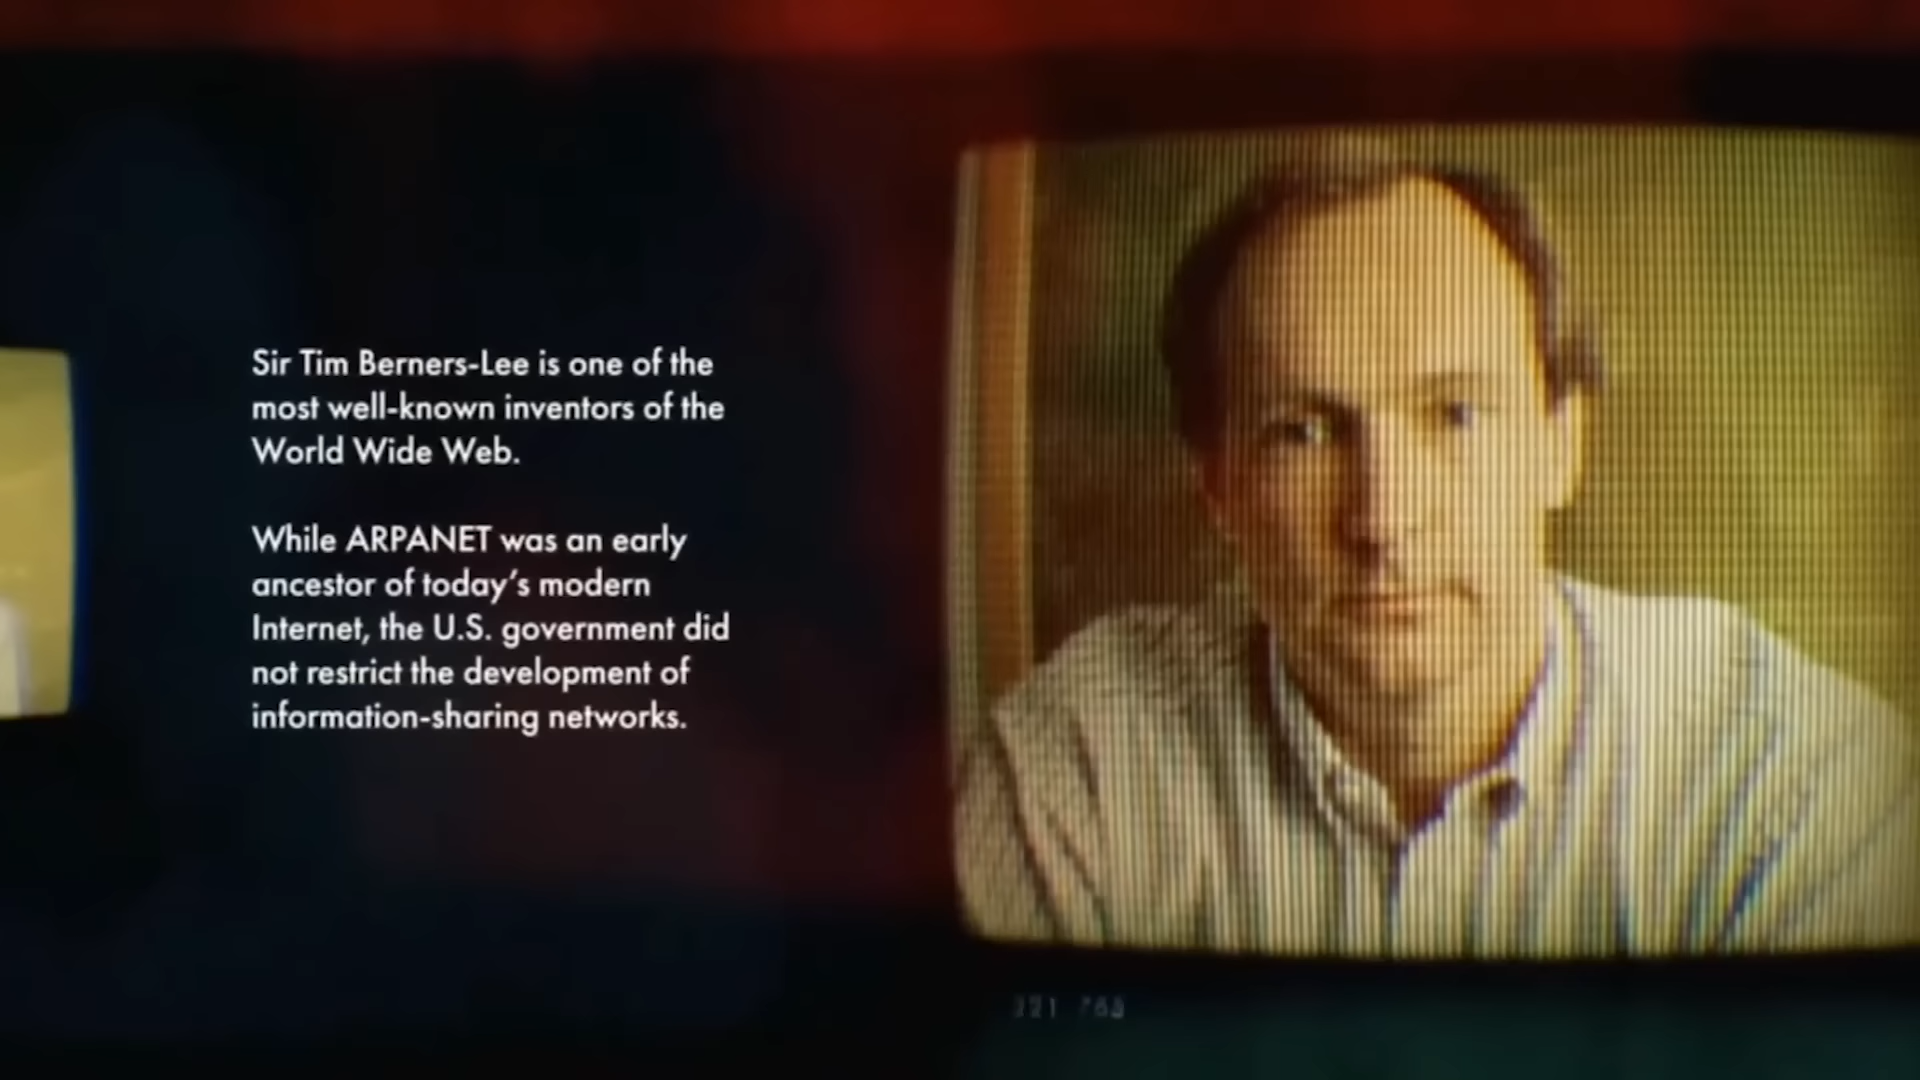 Sir Tim Berners-Lee is one of the
most well-known inventors of the
World Wide Web.
While ARPANET was an early
ancestor of today’s modern
Internet, the U.S. government did
not restrict the development of
information-sharing networks.